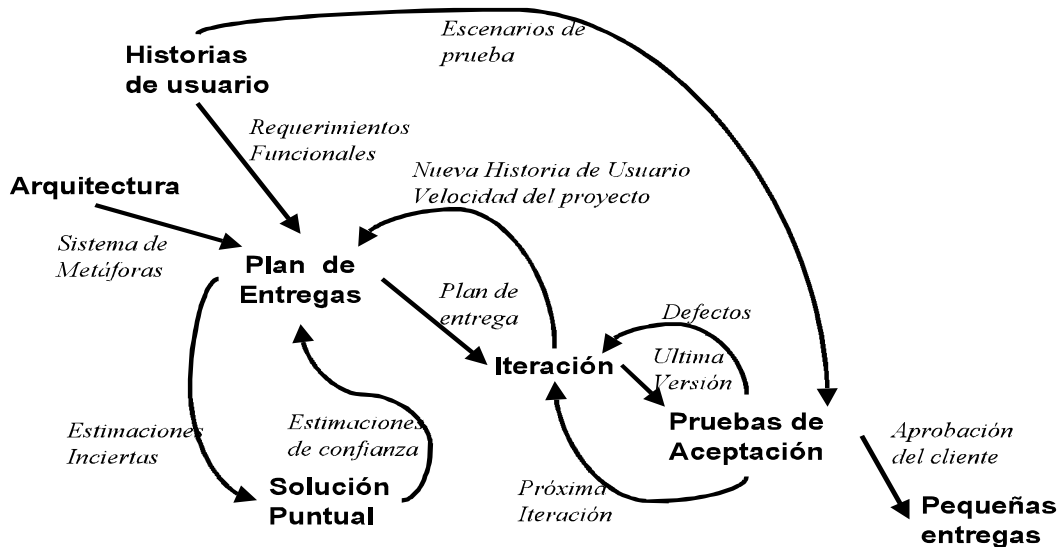 Escenarios de
prueba
Historias
de usuario
Requerimientos
Funcionales
Nueva Historia de Usuario
Velocidad del proyecto
Arquitectura
Sistema de
Metáforas
Plan de
Entregas
Plan de
entrega
Defectos
Iteración
Ultima
Versión
Pruebas de
Aceptación
Estimaciones
Inciertas
Estimaciones
de confianza
Aprobación
del cliente
Solución
Puntual
Próxima
Iteración
Pequeñas
entregas